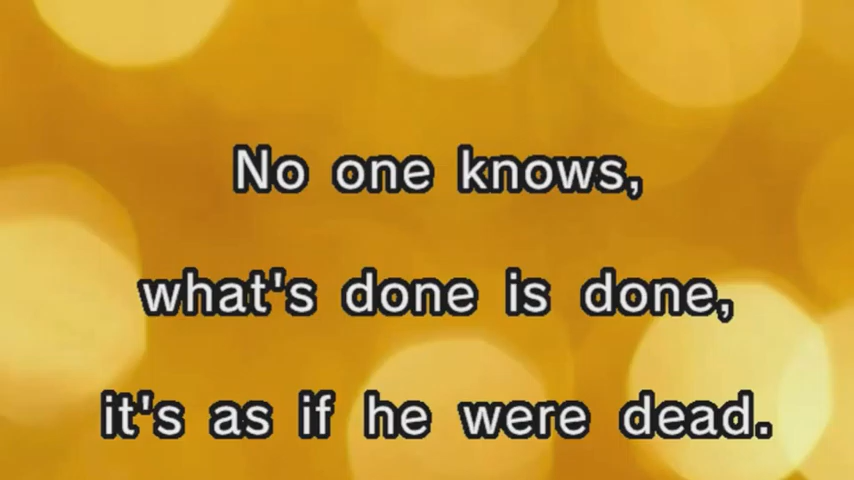 No one knows,
what's done is done,
it's as if he were dead.